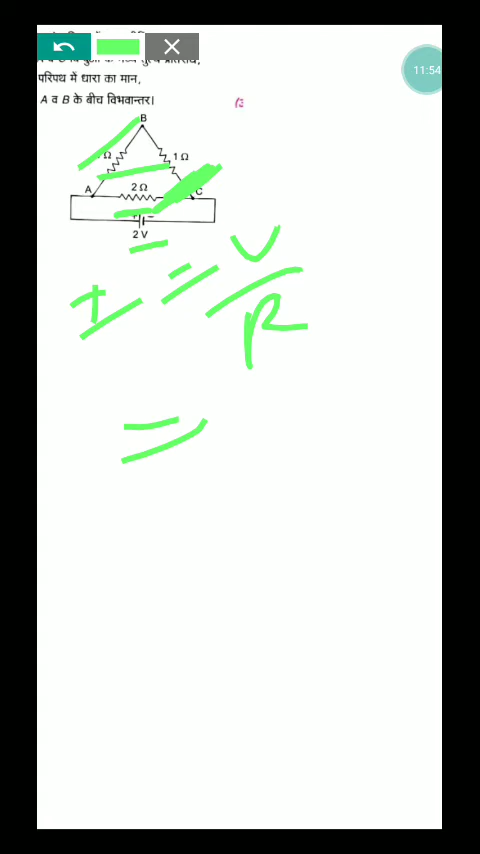 11:54
परिपथ में धारा का मान,
A व B के बीच विभवान्तर।
B
Ω 1 Ω
A 2 Ω C
+ −
2 V
I = V/R
=